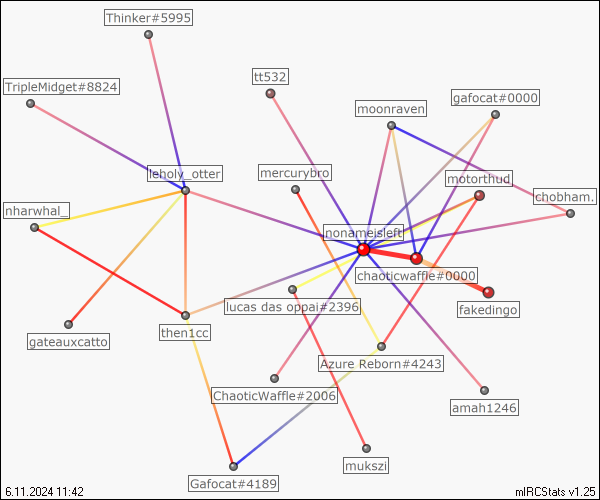 Thinker#5995
tt532
TripleMidget#8824
moonraven
gafocat#0000
leholy_otter
mercurybro
motorthud
chobham.
nharwhal_
nonameisleft
chaoticwaffle#0000
lucas das oppai#2396
fakedingo
gateauxcatto
then1cc
Azure Reborn#4243
ChaoticWaffle#2006
amah1246
mukszi
Gafocat#4189
6.11.2024 11:42
mIRCStats v1.25